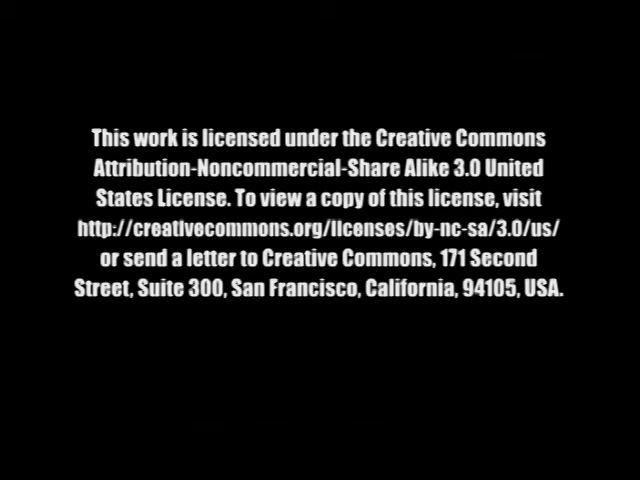 This work is licensed under the Creative Commons
Attribution-Noncommercial-Share Alike 3.0 United
States License. To view a copy of this license, visit
http://creativecommons.org/licenses/by-nc-sa/3.0/us/
or send a letter to Creative Commons, 171 Second
Street, Suite 300, San Francisco, California, 94105, USA.